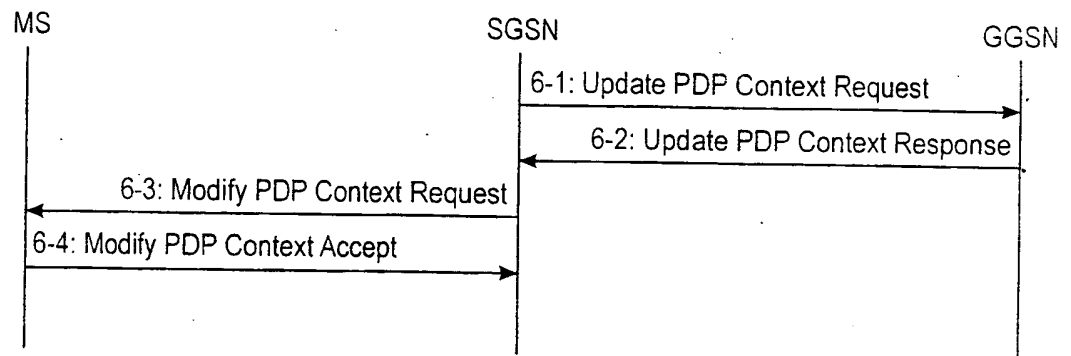 MS
SGSN
GGSN
6-1: Update PDP Context Request
6-2: Update PDP Context Response
6-3: Modify PDP Context Request
6-4: Modify PDP Context Accept